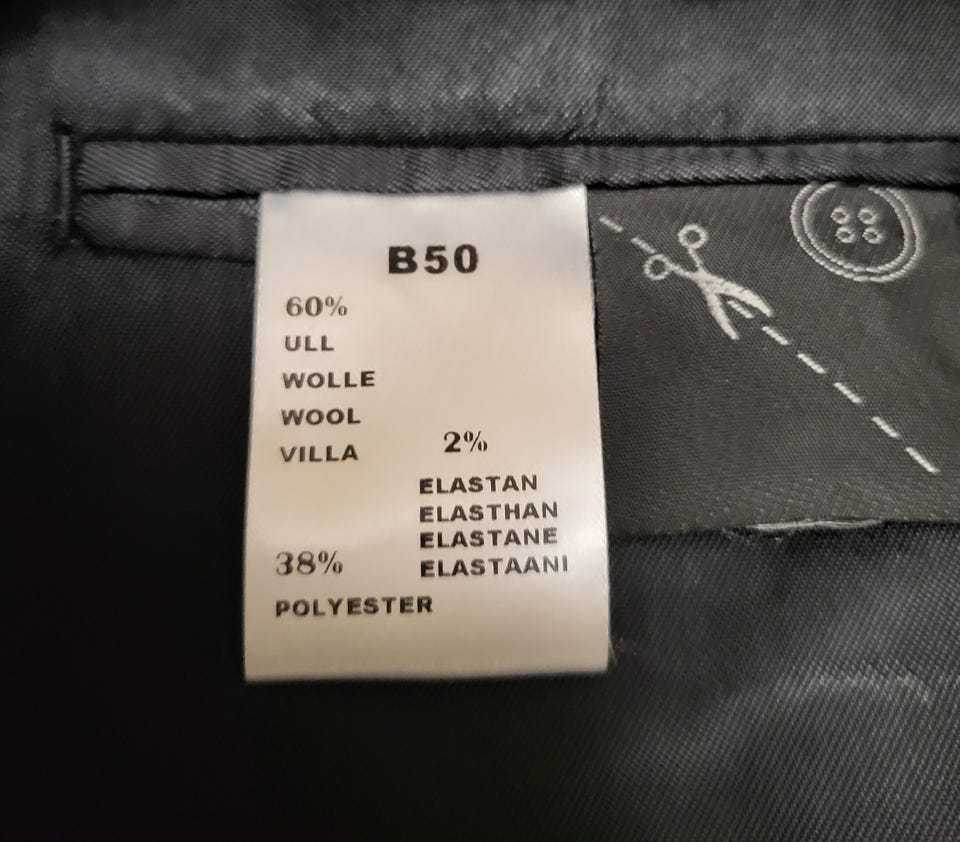 B50
60%
ULL
WOLLE
WOOL
VILLA
2%
ELASTAN
ELASTHAN
ELASTANE
ELASTAANI
38%
POLYESTER